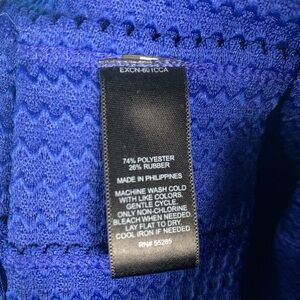 EXCN-601CCA
74% POLYESTER
26% RUBBER
MADE IN PHILIPPINES
MACHINE WASH COLD
WITH LIKE COLORS.
GENTLE CYCLE.
ONLY NON-CHLORINE
BLEACH WHEN NEEDED.
LAY FLAT TO DRY.
COOL IRON IF NEEDED.
RN# 55285